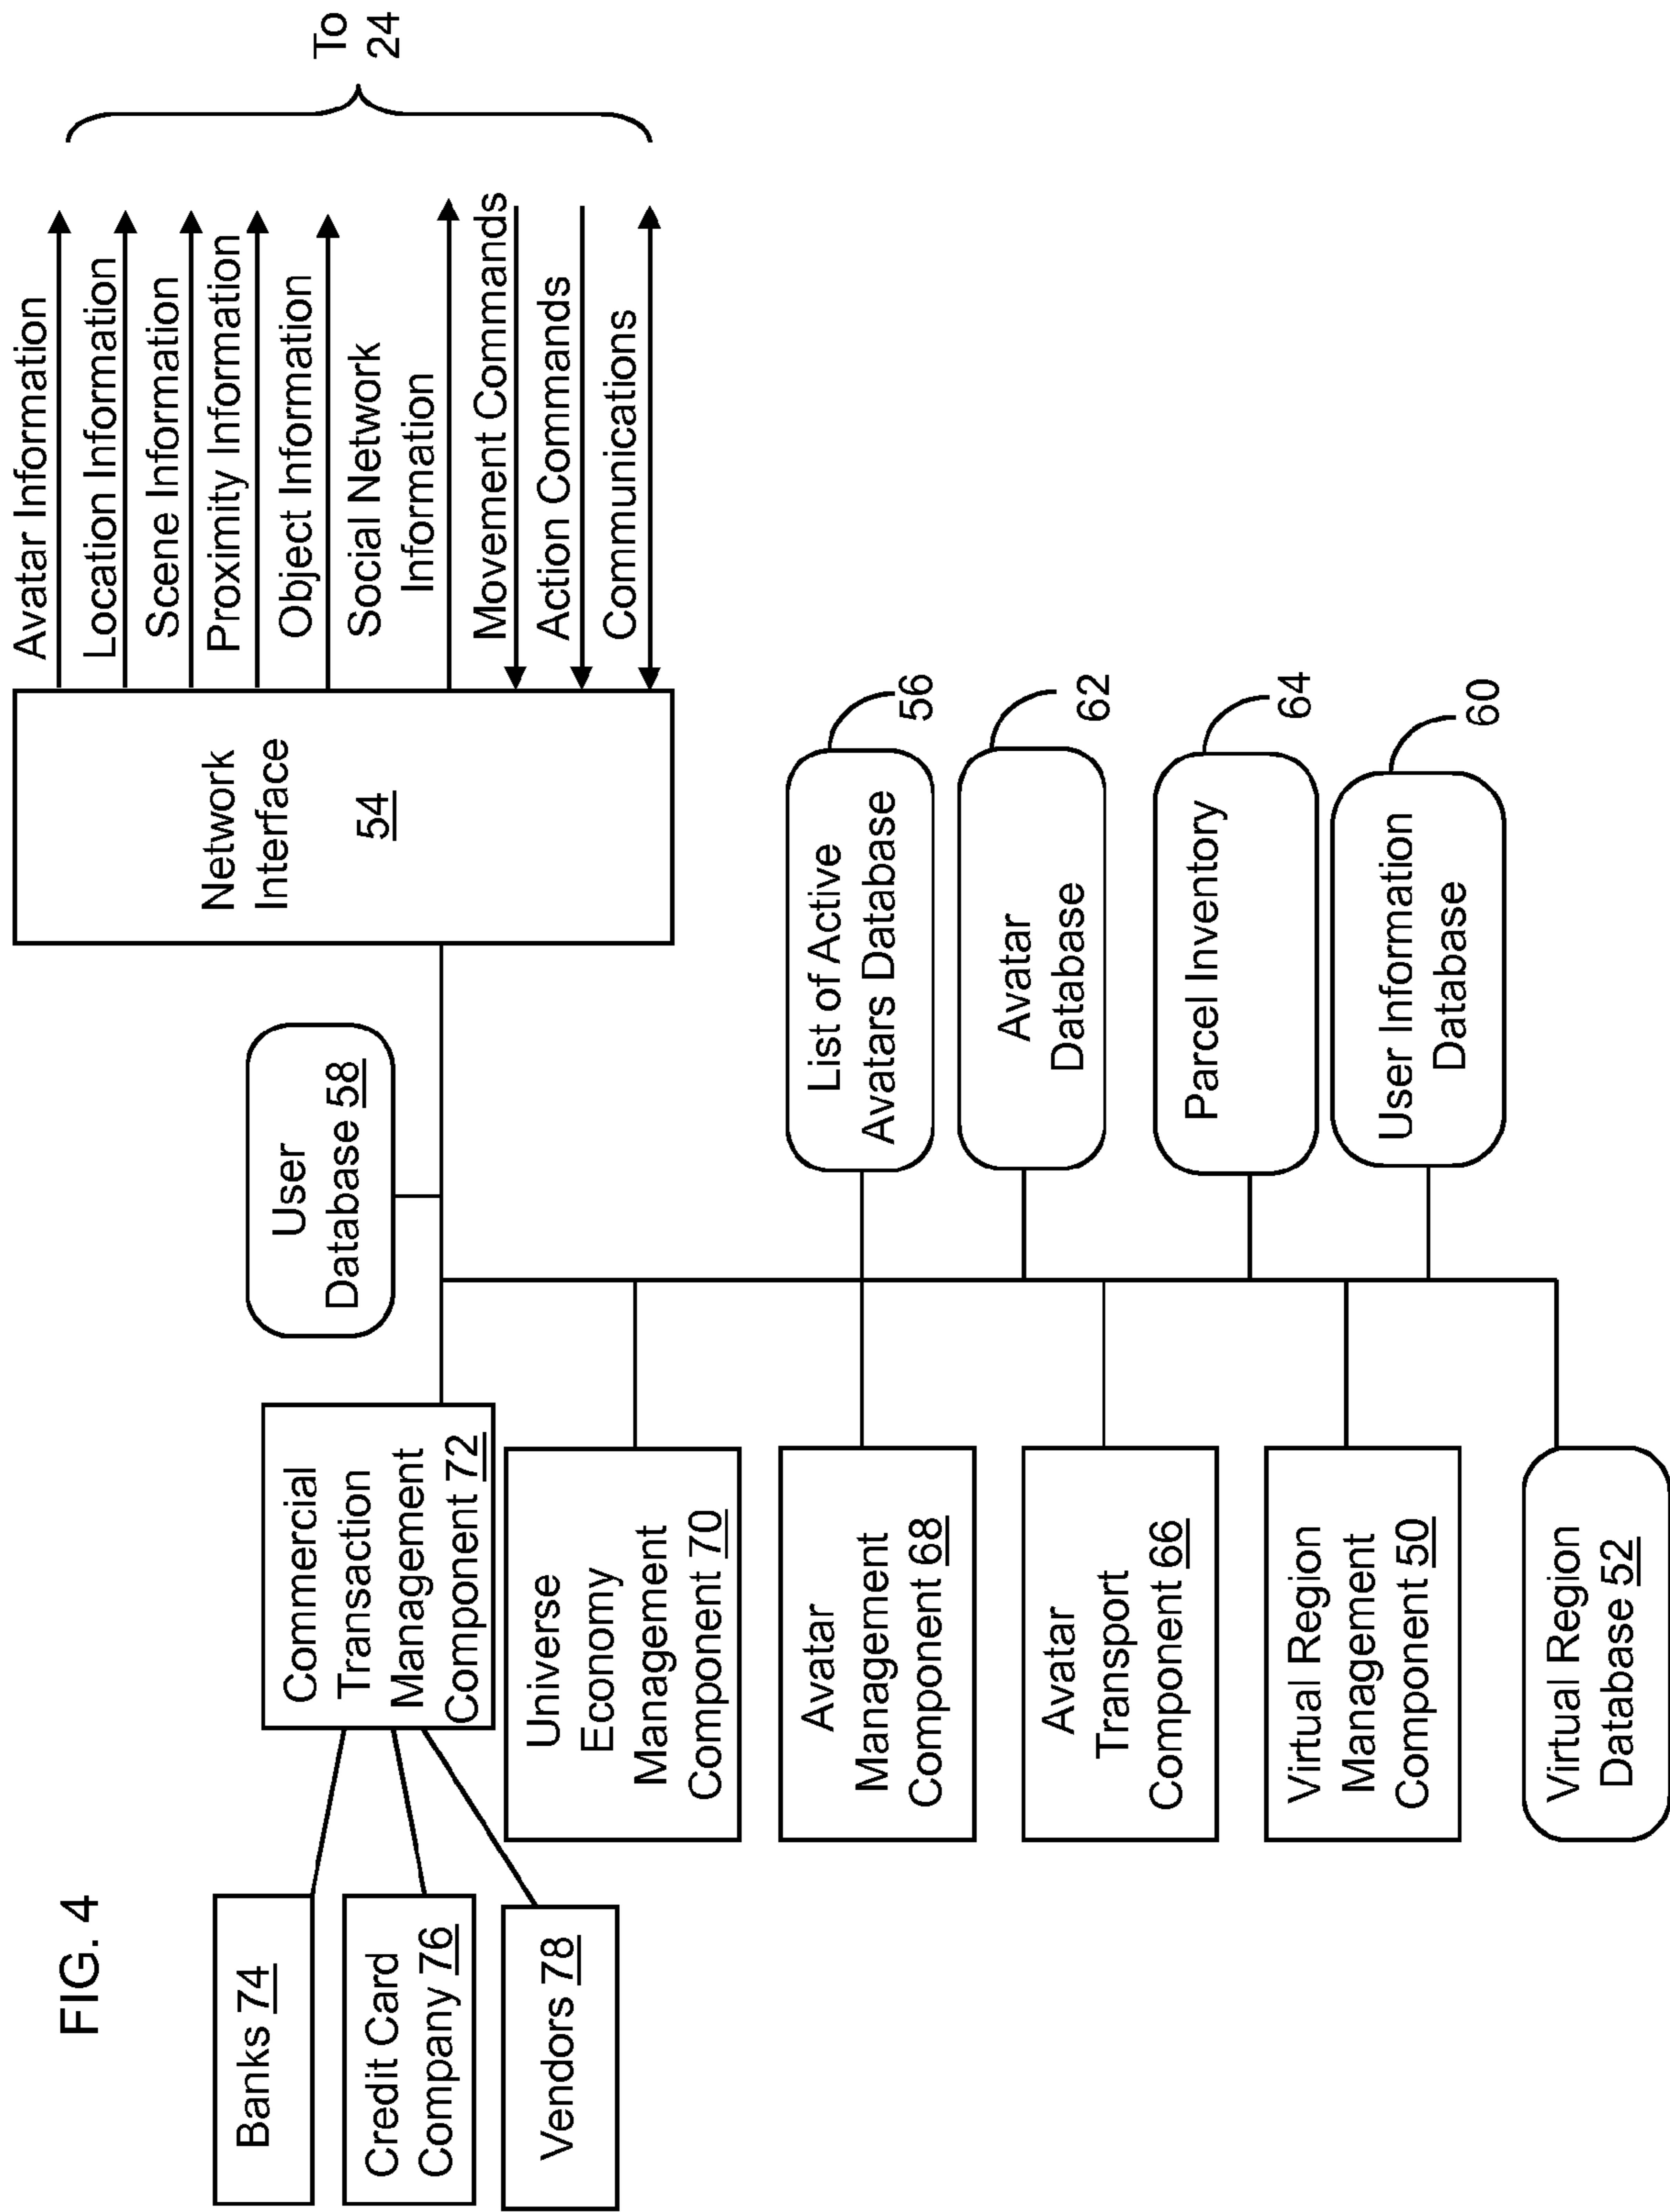 FIG. 4
Banks 74
Credit Card
Company 76
Vendors 78
Commercial
Transaction
Management
Component 72
Universe
Economy
Management
Component 70
Avatar
Management
Component 68
Avatar
Transport
Component 66
Virtual Region
Management
Component 50
Virtual Region
Database 52
User
Database 58
List of Active
Avatars Database
56
Avatar
Database
62
Parcel Inventory
64
User Information
Database
60
Network
Interface
54
Avatar Information
Location Information
Scene Information
Proximity Information
Object Information
Social Network
Information
Movement Commands
Action Commands
Communications
To
24